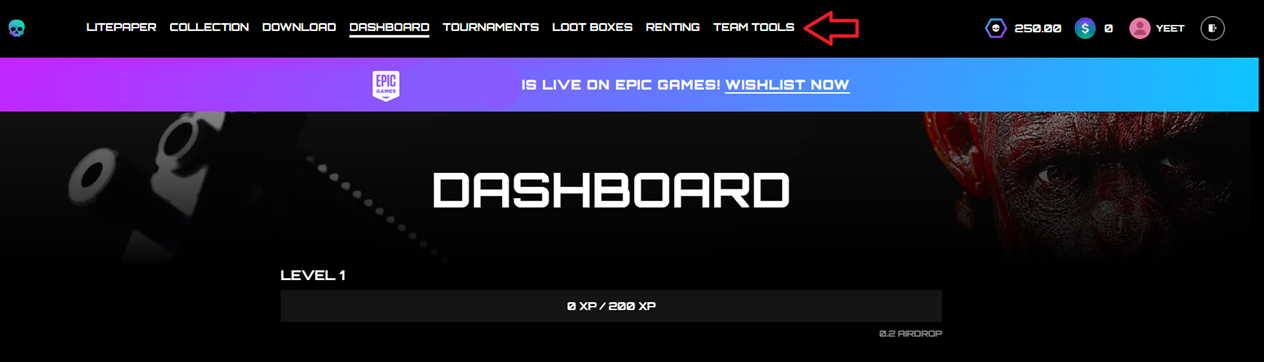 LITEPAPER COLLECTION DOWNLOAD DASHBOARD TOURNAMENTS LOOT BOXES RENTING TEAM TOOLS 250.00 $ 0 YEET
EPIC GAMES IS LIVE ON EPIC GAMES! WISHLIST NOW
DASHBOARD
LEVEL 1
0 XP / 200 XP
0.2 AIRDROP